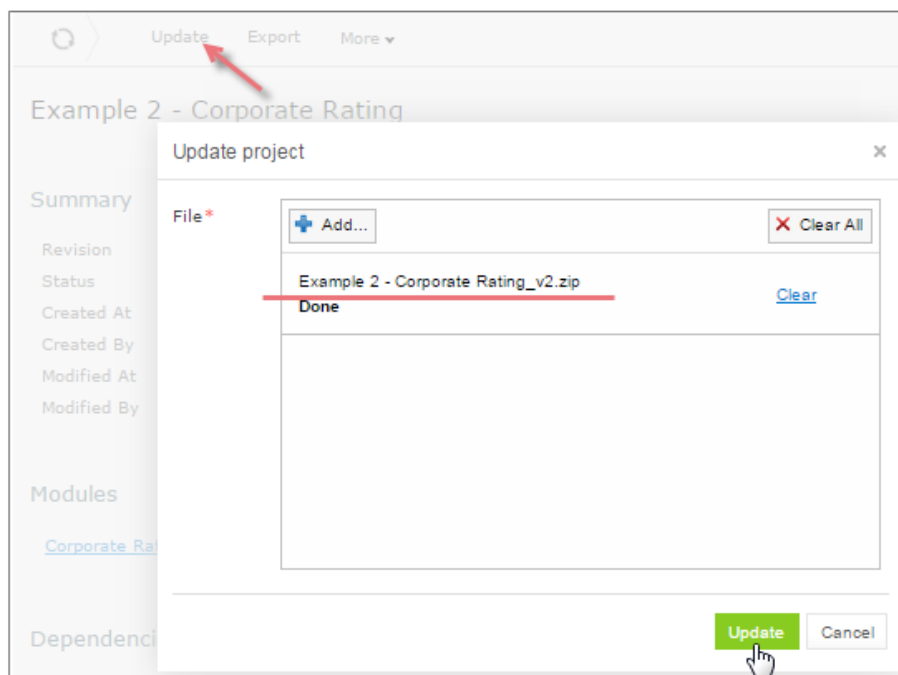 Update Export More
Example 2 - Corporate Rating
Update project
Summary
File*
Add...
Clear All
Revision
Status
Example 2 - Corporate Rating_v2.zip
Clear
Done
Created At
Created By
Modified At
Modified By
Modules
Corporate Rat
Dependenci
Update
Cancel